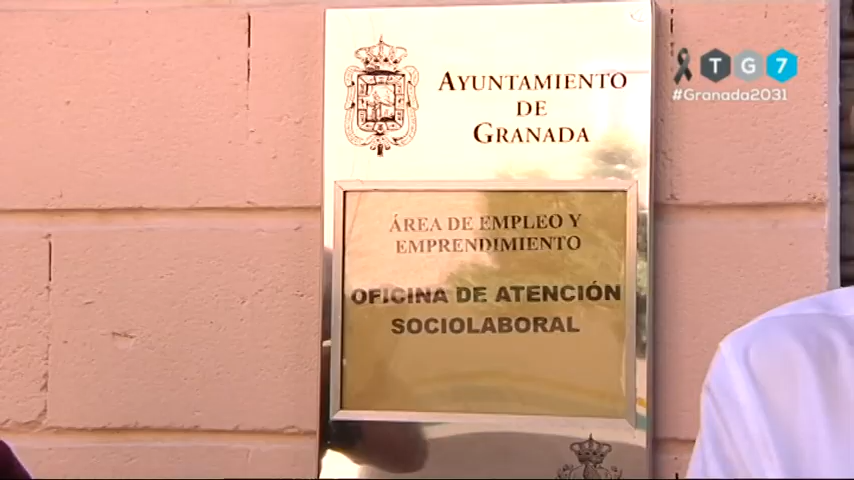 TG7
#Granada2031
AYUNTAMIENTO
DE
GRANADA
ÁREA DE EMPLEO Y
EMPRENDIMIENTO
OFICINA DE ATENCIÓN
SOCIOLABORAL